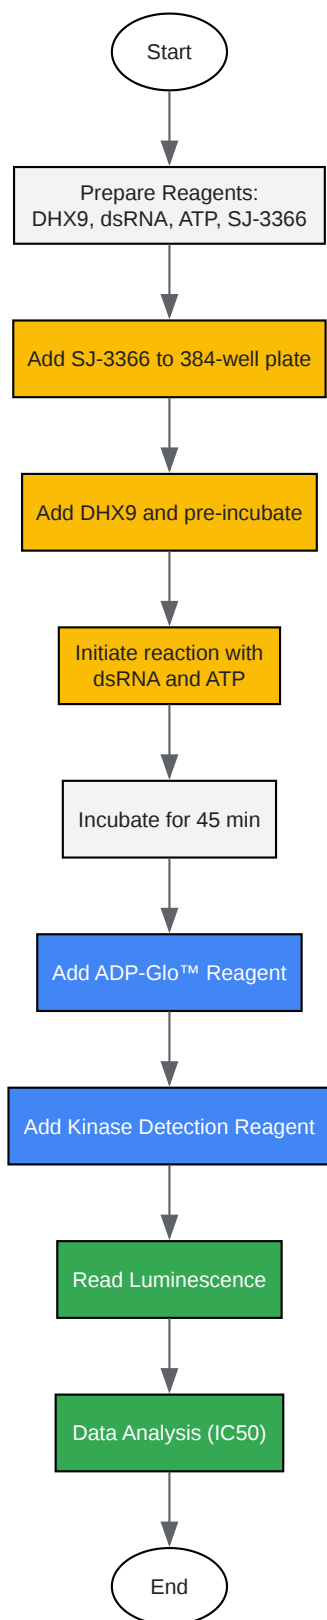 Start
Prepare Reagents:
DHX9, dsRNA, ATP, SJ-3366
Add SJ-3366 to 384-well plate
Add DHX9 and pre-incubate
Initiate reaction with
dsRNA and ATP
Incubate for 45 min
Add ADP-Glo™ Reagent
Add Kinase Detection Reagent
Read Luminescence
Data Analysis (IC50)
End